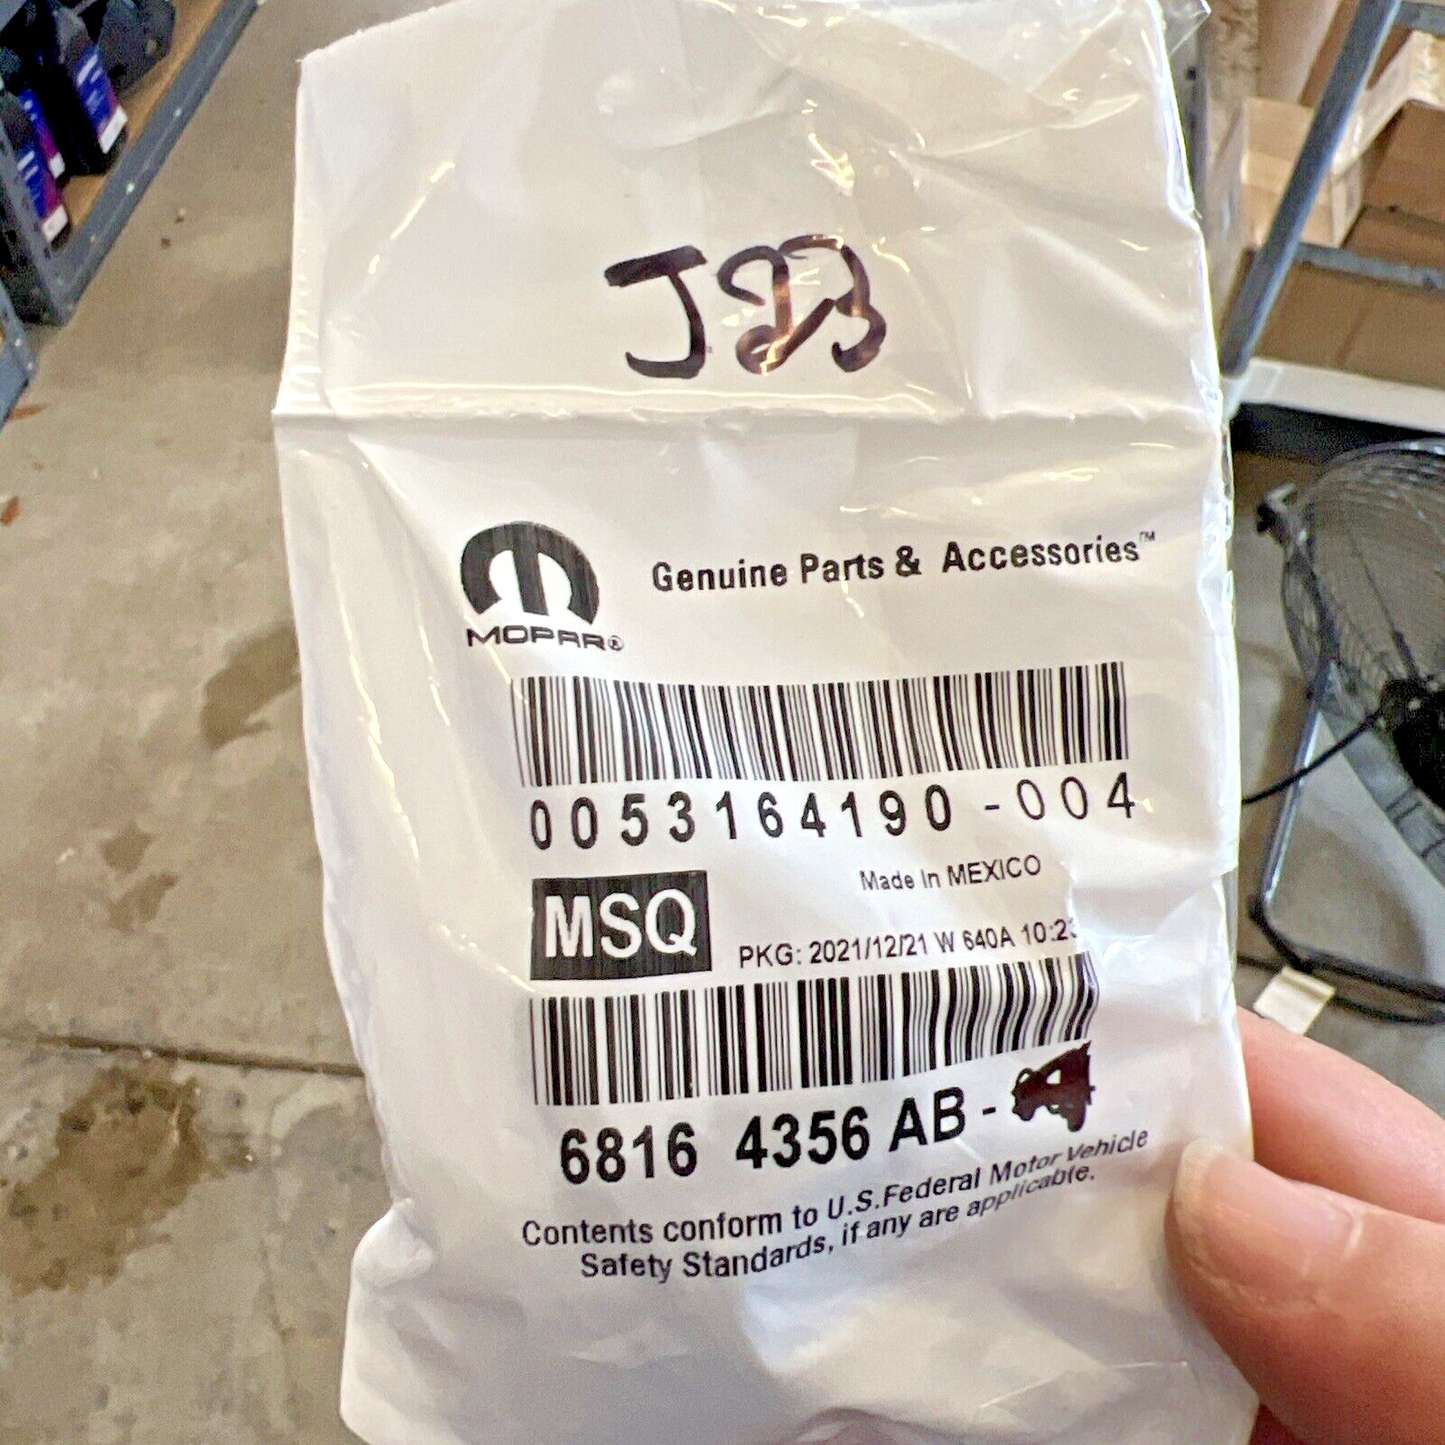 J23
Genuine Parts & Accessories™
MOPAR®
0053164190 -004
Made In MEXICO
MSQ
PKG: 2021/12/21 W 640A 10:23
6816 4356 AB -
Contents conform to U.S.Federal Motor Vehicle
Safety Standards, if any are applicable.